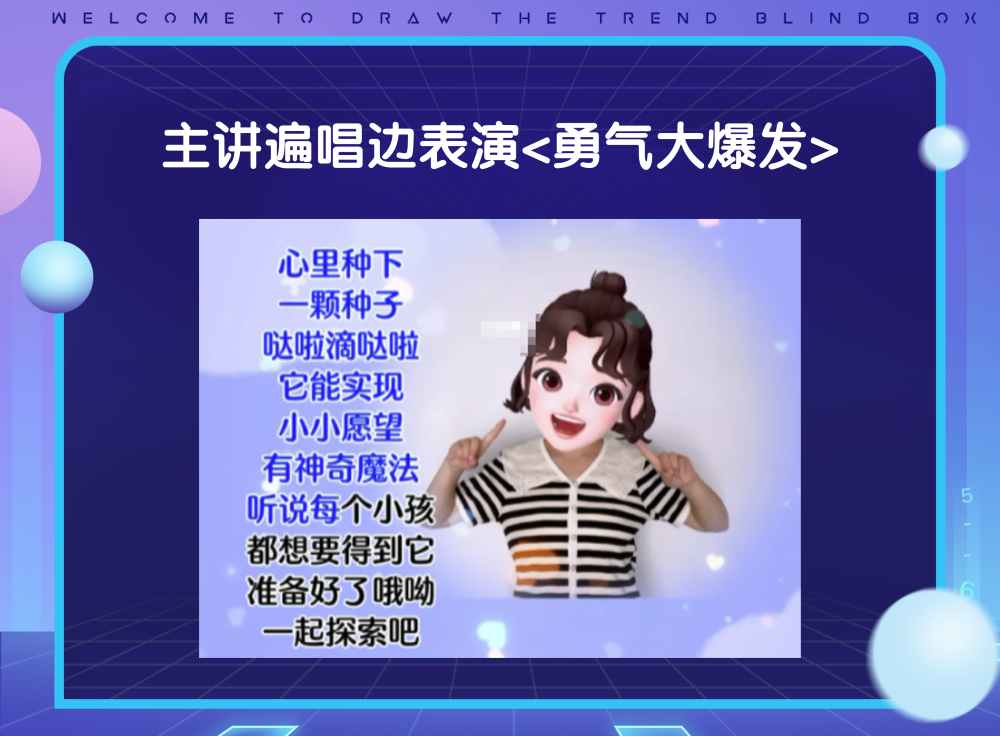 WELCOME TO DRAW THE TREND BLIND BOX
主讲遍唱边表演<勇气大爆发>
心里种下
一颗种子
哒啦滴哒啦
它能实现
小小愿望
有神奇魔法
听说每个小孩
都想要得到它
准备好了哦呦
一起探索吧
5
-
-
6